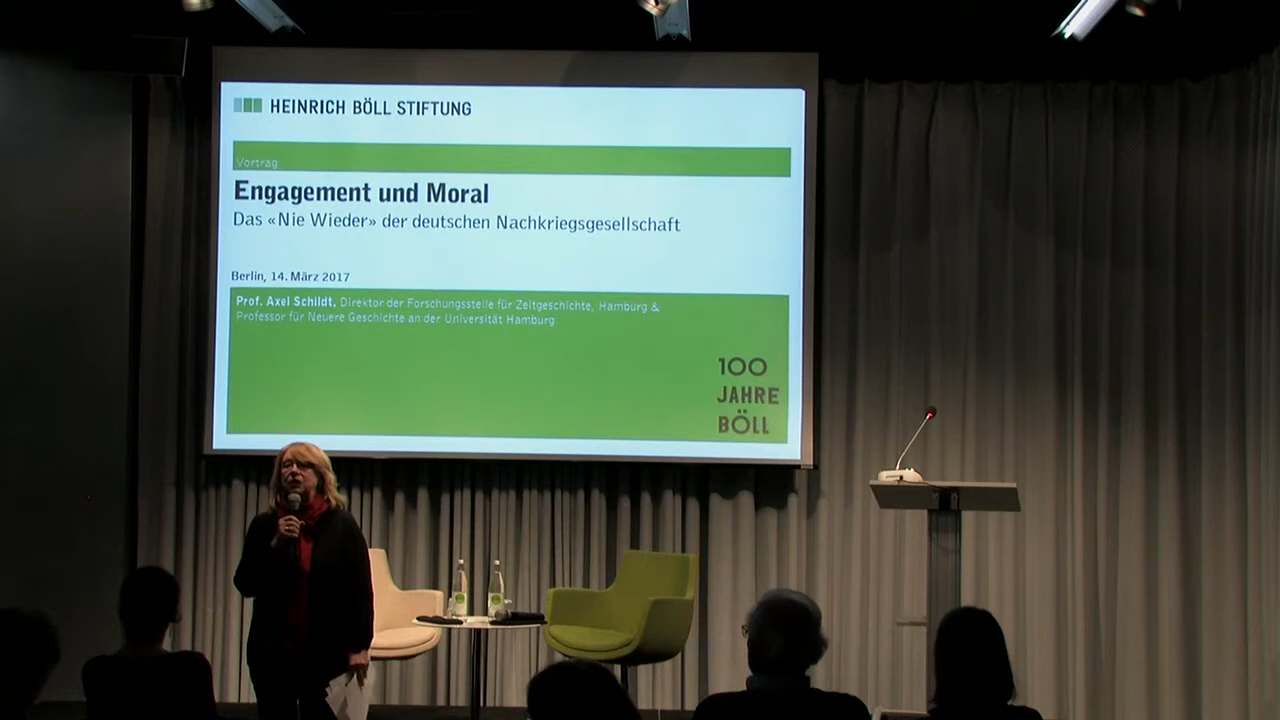 HEINRICH BÖLL STIFTUNG
Vortrag
Engagement und Moral
Das «Nie Wieder» der deutschen Nachkriegsgesellschaft
Berlin, 14. März 2017
Prof. Axel Schildt, Direktor der Forschungsstelle für Zeitgeschichte, Hamburg &
Professor für Neuere Geschichte an der Universität Hamburg.
100
JAHRE
BÖLL